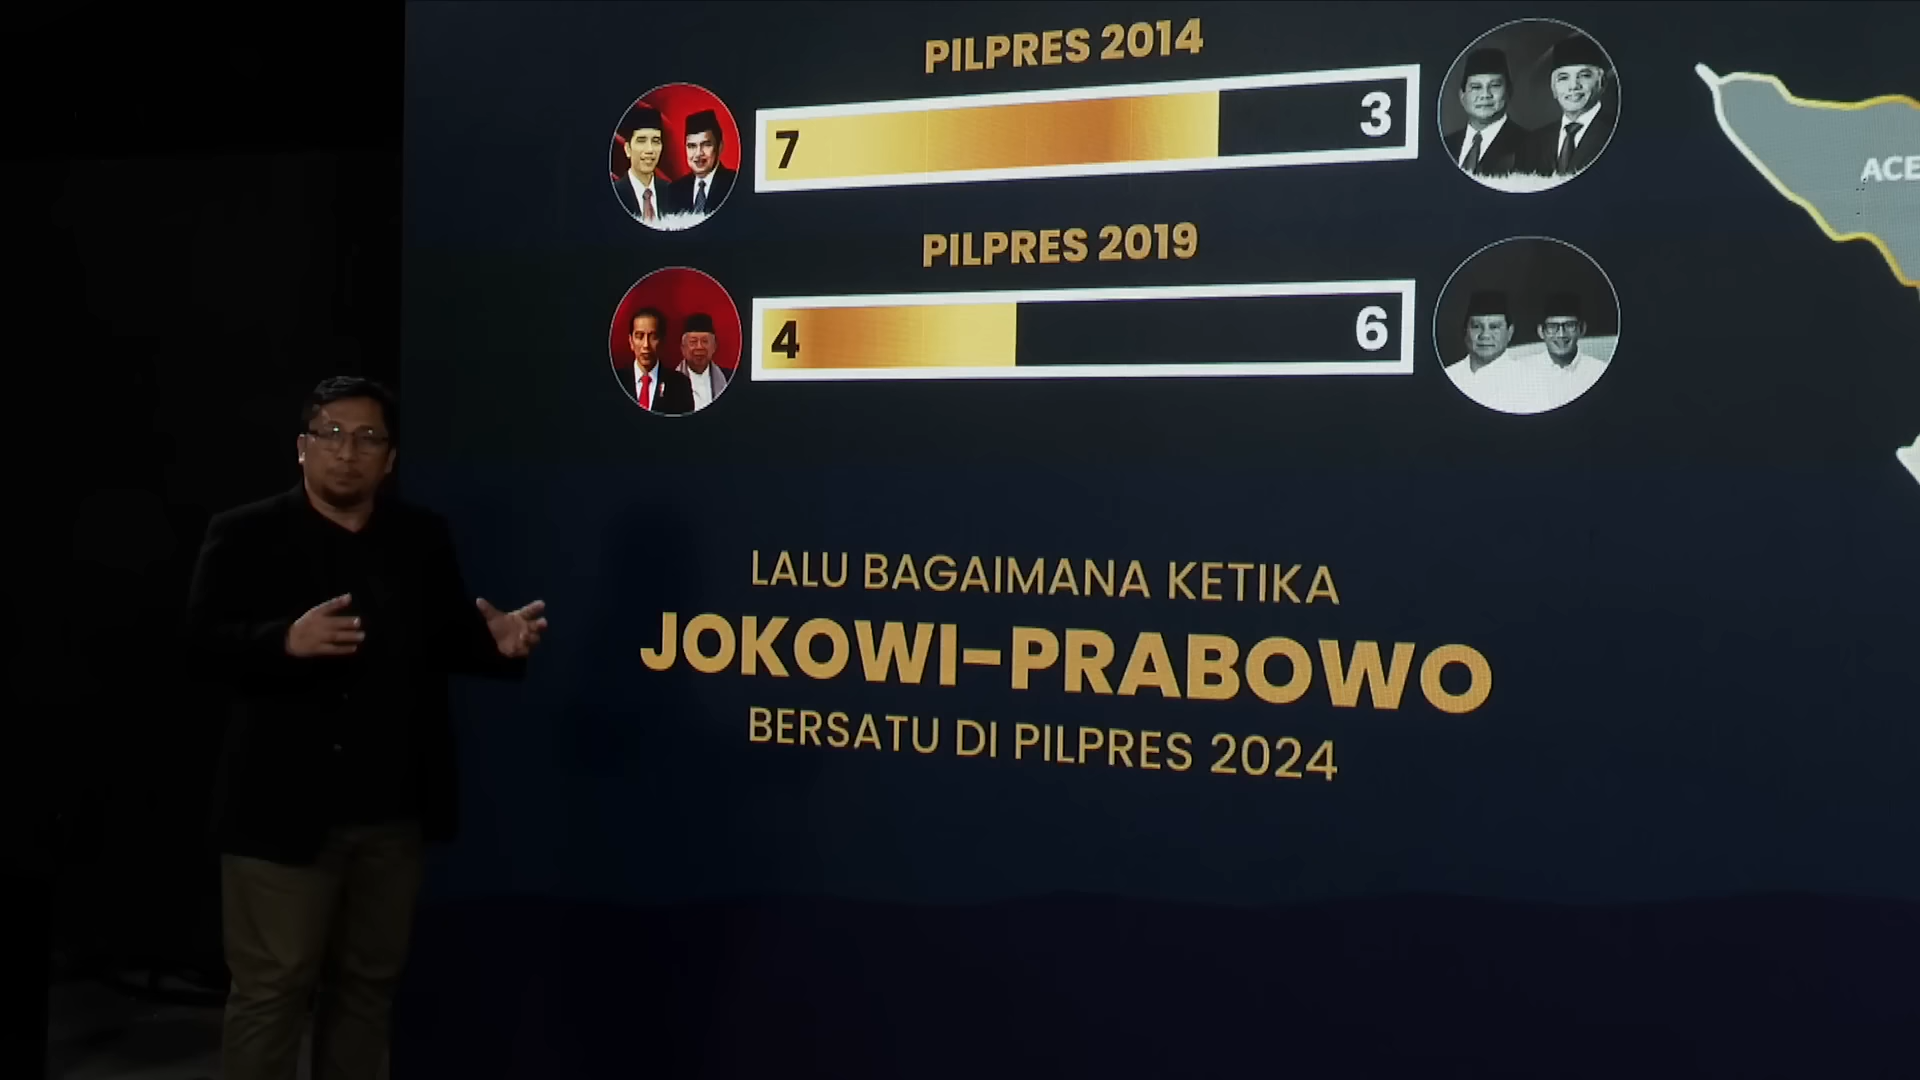 PILPRES 2014
7
3
ACE
PILPRES 2019
4
6
LALU BAGAIMANA KETIKA
JOKOWI-PRABOWO
BERSATU DI PILPRES 2024